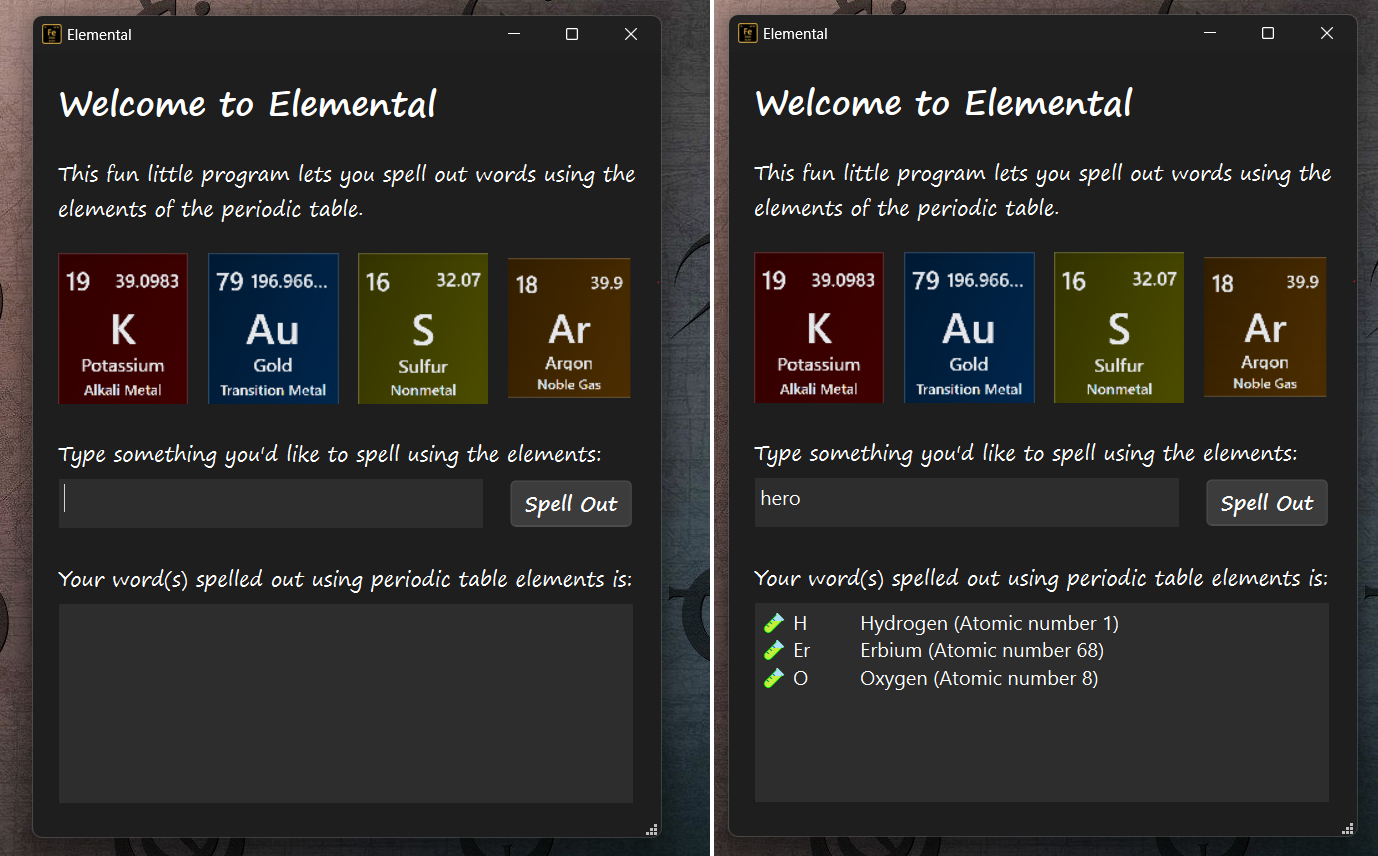 Fe
Elemental
Welcome to Elemental
This fun little program lets you spell out words using the
elements of the periodic table.
19 39.0983
K
Potassium
Alkali Metal
79 196.966...
Au
Gold
Transition Metal
16 32.07
S
Sulfur
Nonmetal
18 39.9
Ar
Argon
Noble Gas
Type something you'd like to spell using the elements:
Spell Out
Your word(s) spelled out using periodic table elements is:
Fe
Elemental
Welcome to Elemental
This fun little program lets you spell out words using the
elements of the periodic table.
19 39.0983
K
Potassium
Alkali Metal
79 196.966...
Au
Gold
Transition Metal
16 32.07
S
Sulfur
Nonmetal
18 39.9
Ar
Argon
Noble Gas
Type something you'd like to spell using the elements:
hero
Spell Out
Your word(s) spelled out using periodic table elements is:
H Hydrogen (Atomic number 1)
Er Erbium (Atomic number 68)
O Oxygen (Atomic number 8)